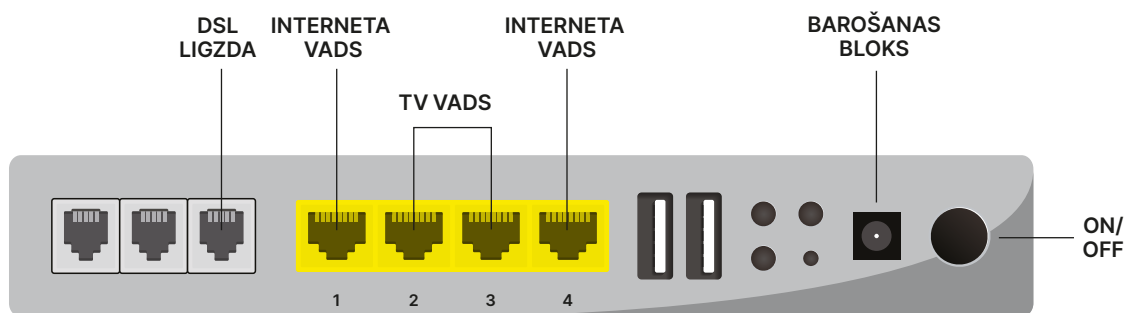 DSL
LIGZDA
INTERNETA
VADS
INTERNETA
VADS
BAROŠANAS
BLOKS
TV VADS
ON/
OFF
1 2 3 4